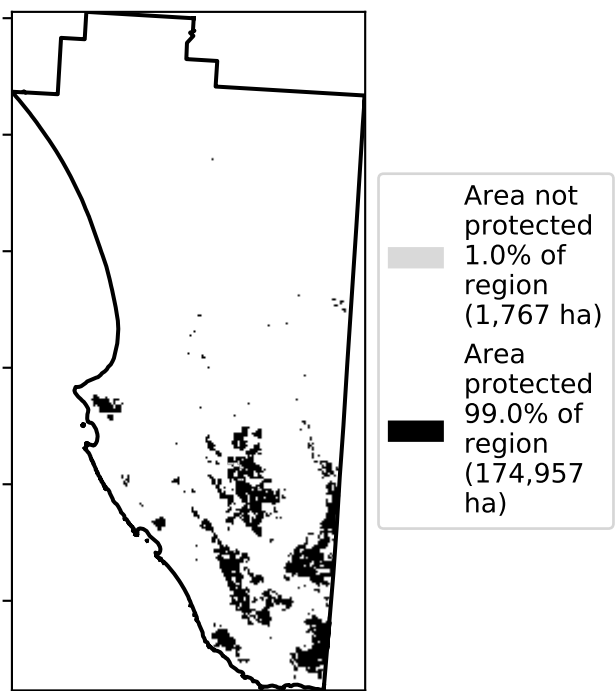 Area not
protected
1.0% of
region
(1,767 ha)
Area
protected
99.0% of
region
(174,957
ha)